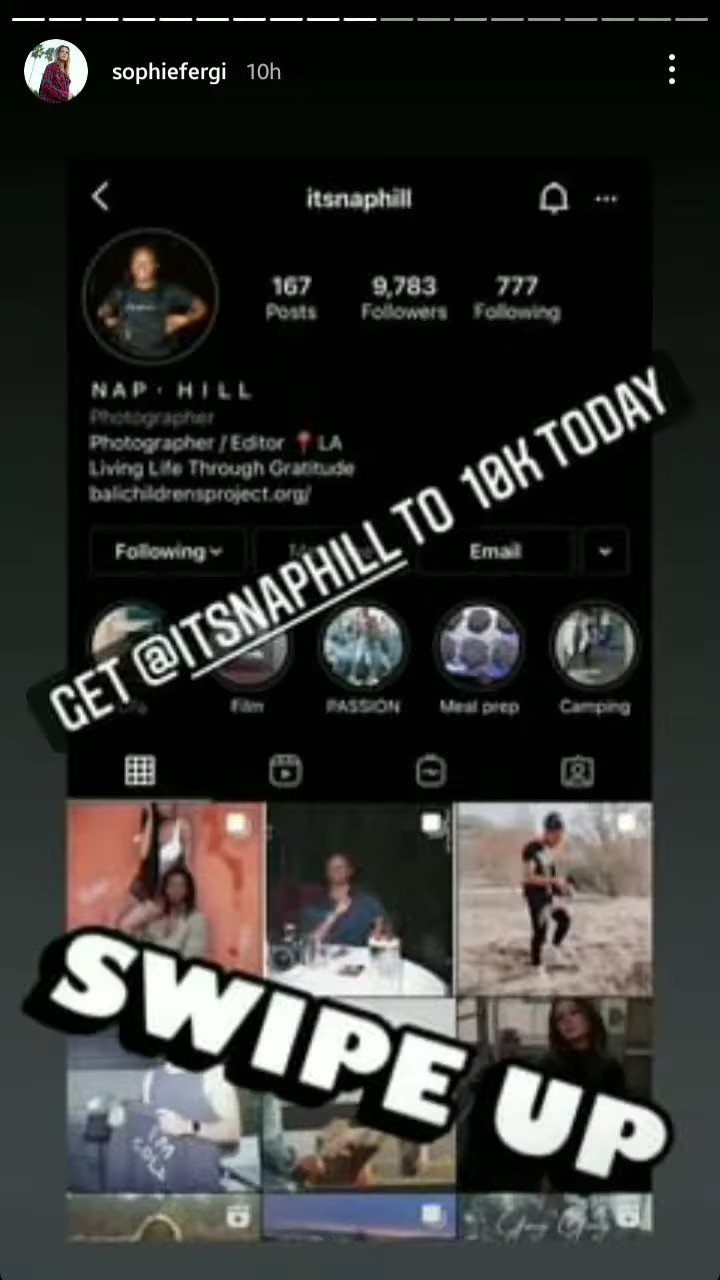 sophiefergi 10h
itsnaphill
167 9,783 777
Posts Followers Following
NAP · HILL
Photographer
Photographer / Editor 📍 LA
Living Life Through Gratitude
balichildrensproject.org/
Following Email
GET @ITSNAPHILL TO 10K TODAY
Film PASSION Meal prep Camping
SWIPE UP